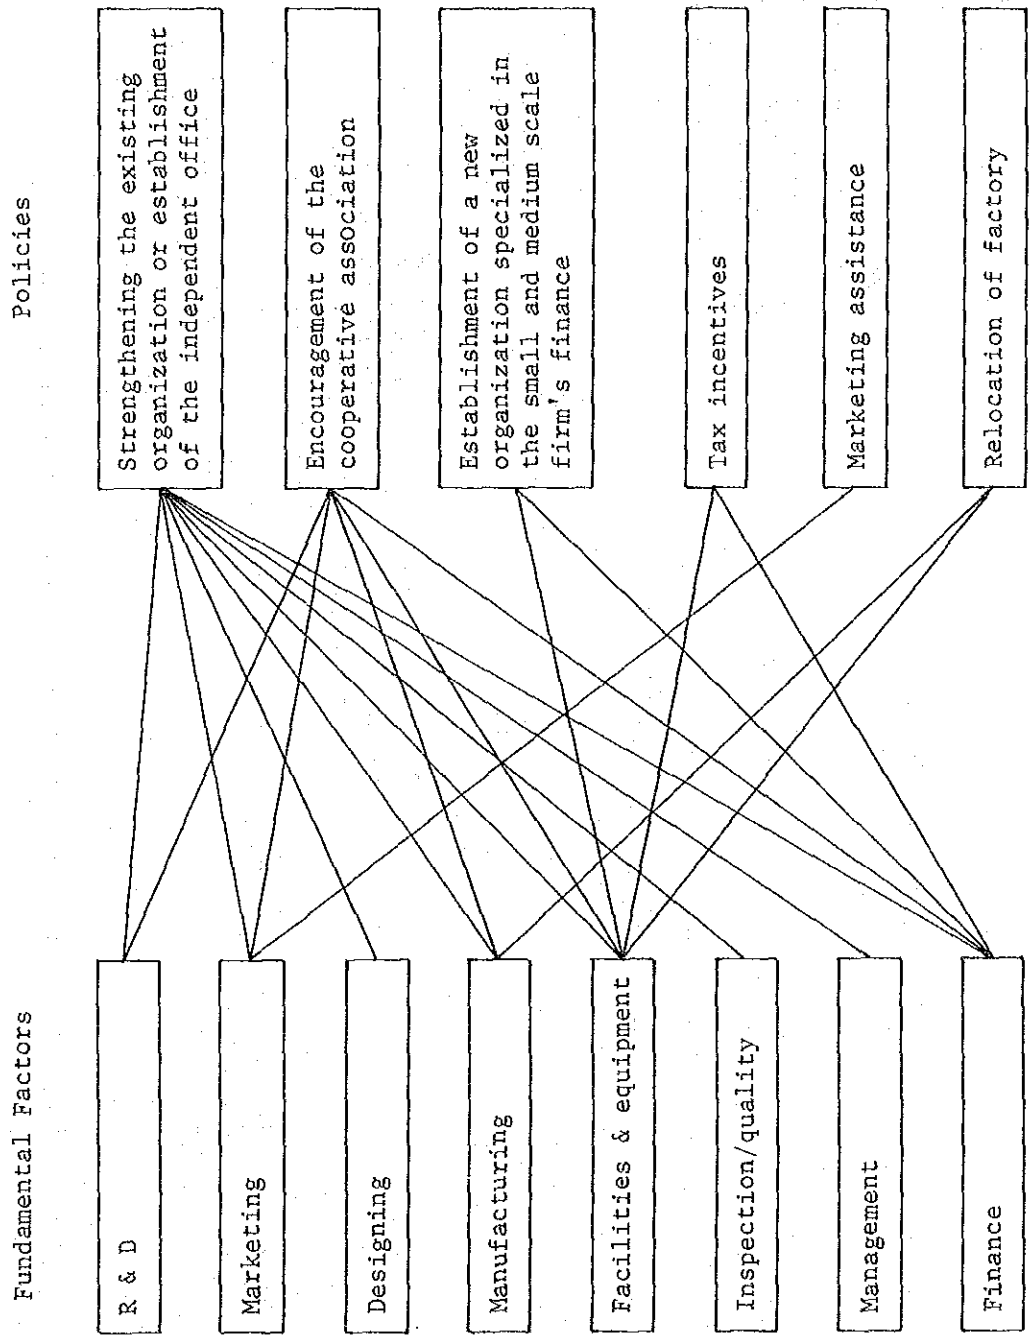 Fundamental Factors
R & D
Marketing
Designing
Manufacturing
Facilities & equipment
Inspection/quality
Management
Finance
Policies
Strengthening the existing
organization or establishment
of the independent office
Encouragement of the
cooperative association
Establishment of a new
organization specialized in
the small and medium scale
firm's finance
Tax incentives
Marketing assistance
Relocation of factory